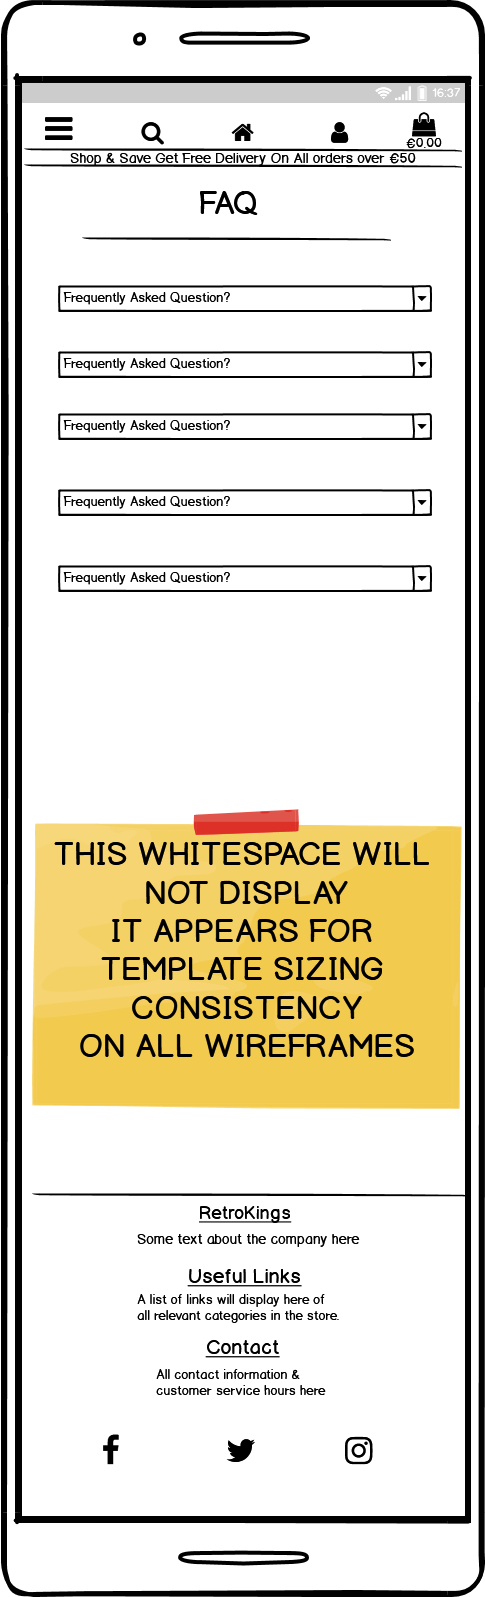 16:37
€0.00
Shop & Save Get Free Delivery On All orders over €50
FAQ
Frequently Asked Question?
Frequently Asked Question?
Frequently Asked Question?
Frequently Asked Question?
Frequently Asked Question?
THIS WHITESPACE WILL
NOT DISPLAY
IT APPEARS FOR
TEMPLATE SIZING
CONSISTENCY
ON ALL WIREFRAMES
RetroKings
Some text about the company here
Useful Links
A list of links will display here of
all relevant categories in the store.
Contact
All contact information &
customer service hours here